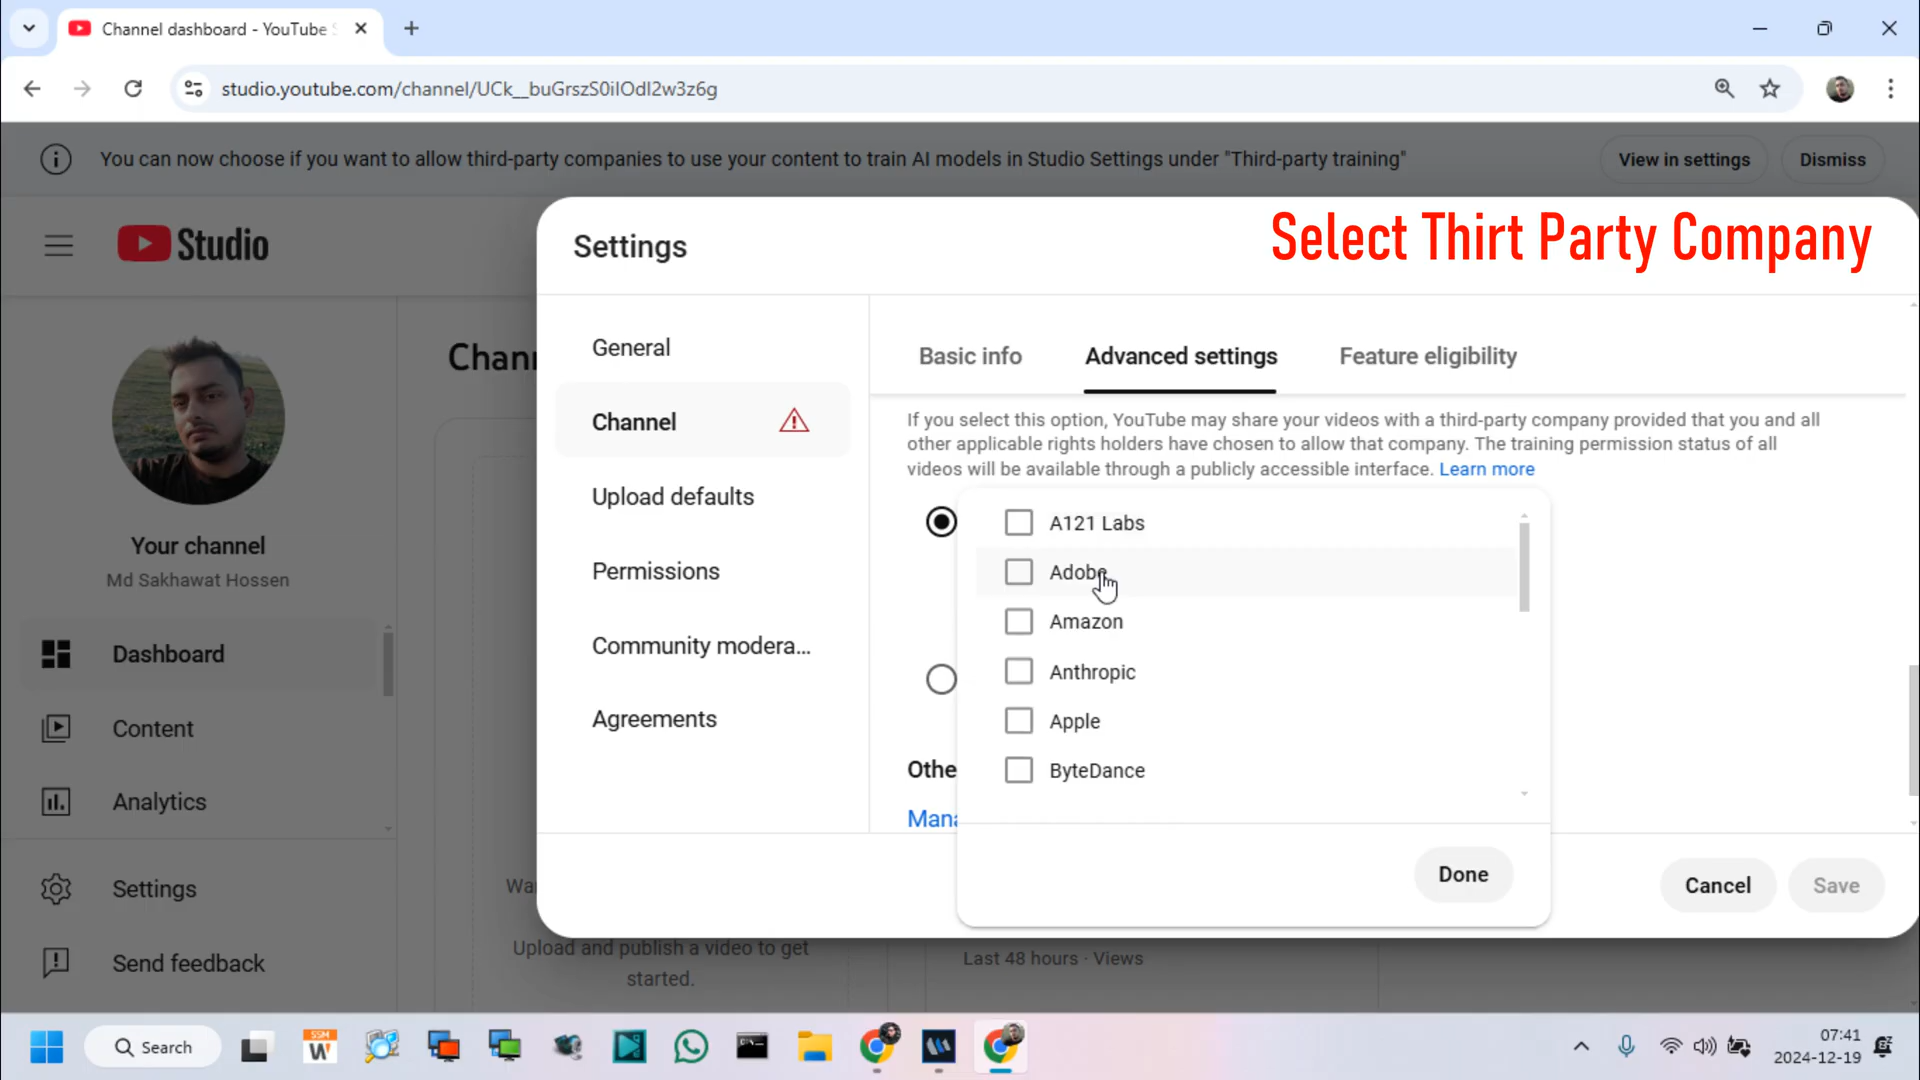 Channel dashboard - YouTube S
studio.youtube.com/channel/UCk__buGrszS0iIOdl2w3z6g
You can now choose if you want to allow third-party companies to use your content to train AI models in Studio Settings under "Third-party training"
View in settings
Dismiss
Studio
Settings
Select Thirt Party Company
Your channel
Md Sakhawat Hossen
Dashboard
Content
Analytics
Settings
Send feedback
Chann
General
Channel
Upload defaults
Permissions
Community modera...
Agreements
Basic info
Advanced settings
Feature eligibility
If you select this option, YouTube may share your videos with a third-party company provided that you and all
other applicable rights holders have chosen to allow that company. The training permission status of all
videos will be available through a publicly accessible interface. Learn more
A121 Labs
Adobe
Amazon
Anthropic
Apple
ByteDance
Othe
Mana
Done
Cancel
Save
Wan
Upload and publish a video to get
started.
Last 48 hours · Views
Search
SSM
W
07:41
2024-12-19